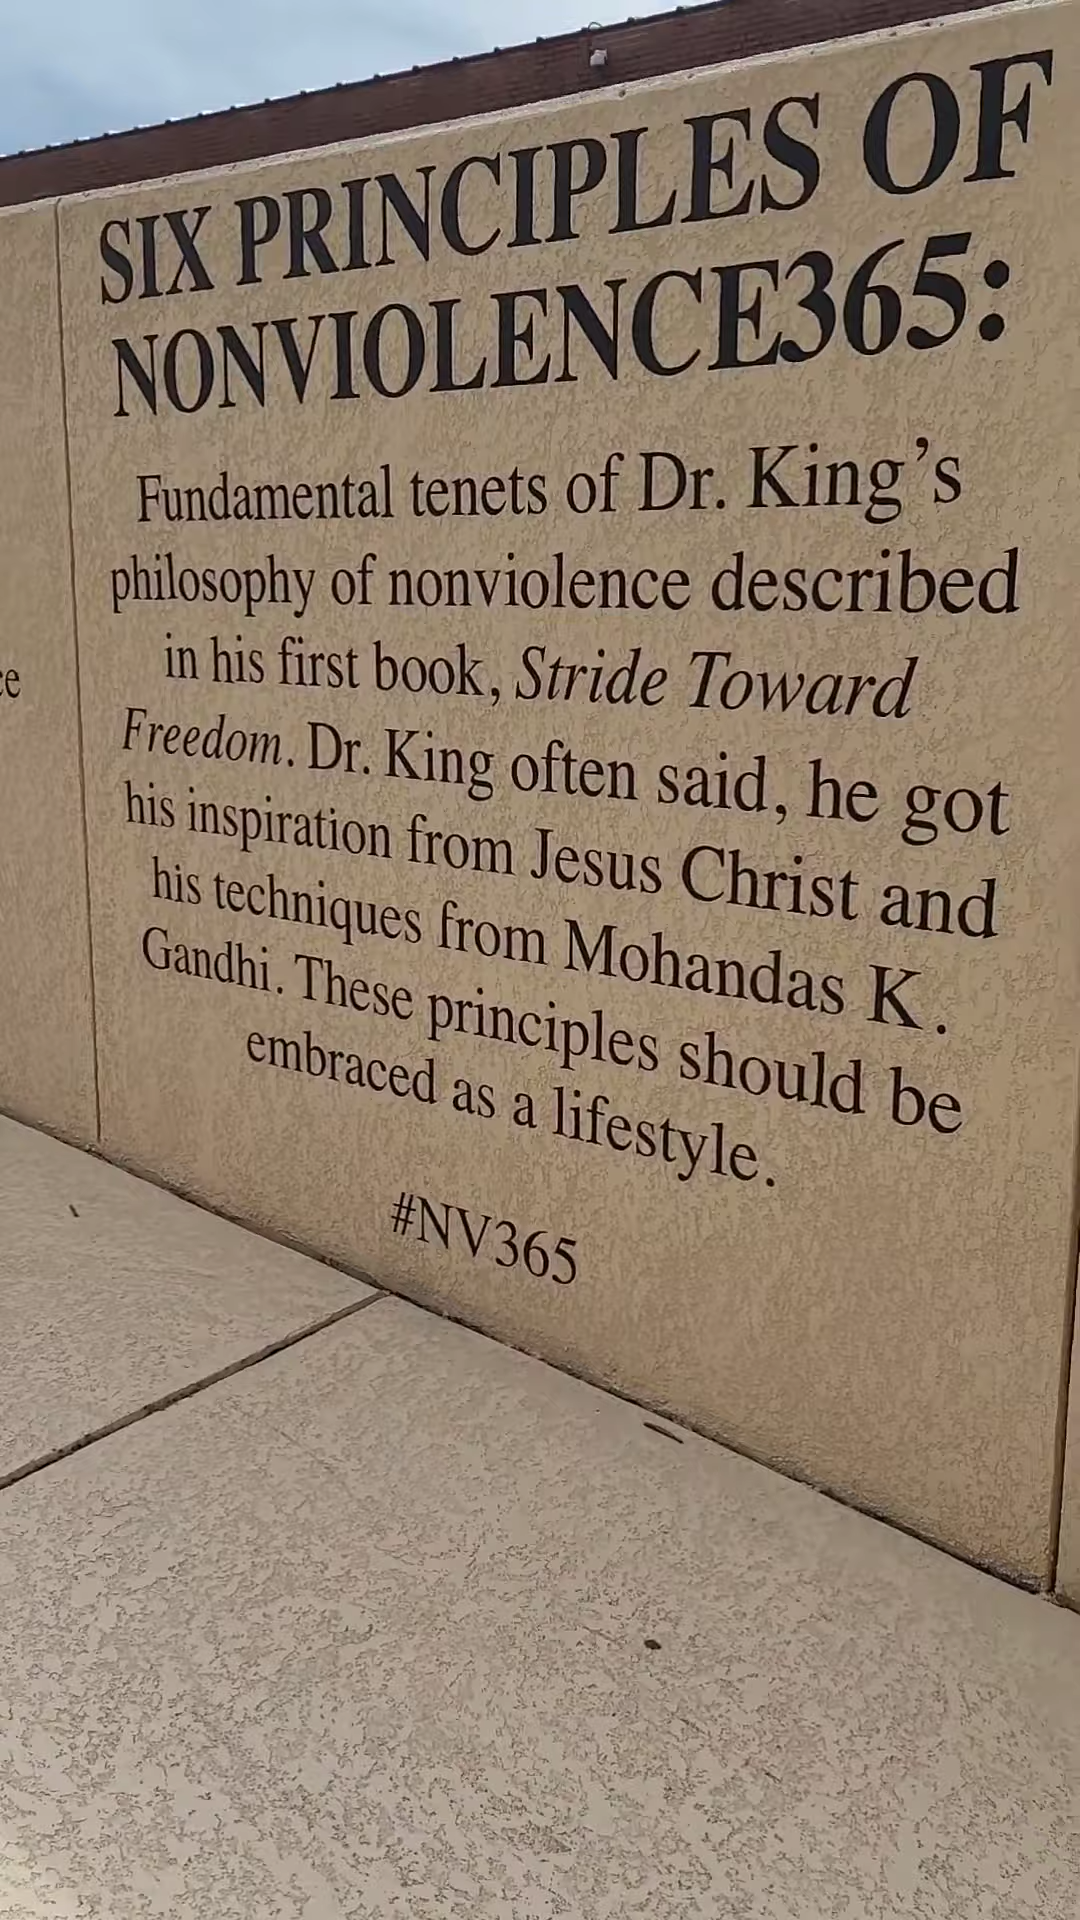 SIX PRINCIPLES OF
NONVIOLENCE365:
Fundamental tenets of Dr. King's
philosophy of nonviolence described
in his first book, Stride Toward
Freedom. Dr. King often said, he got
his inspiration from Jesus Christ and
his techniques from Mohandas K.
Gandhi. These principles should be
embraced as a lifestyle.
#NV365